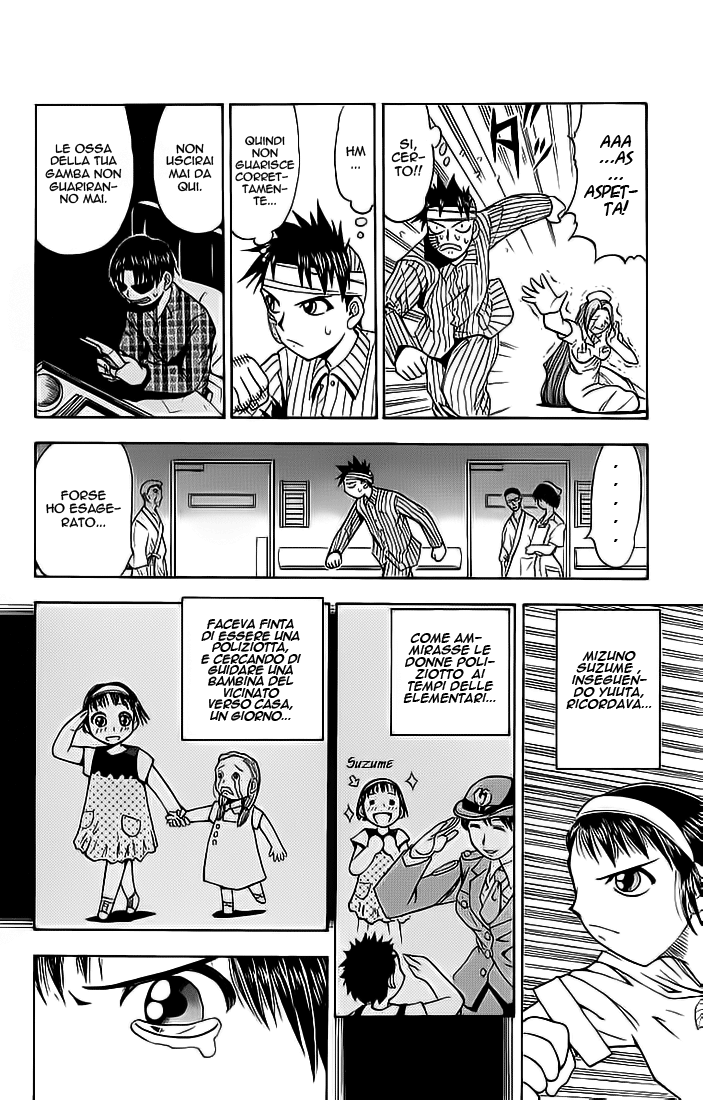 AAA
...AS
...
ASPET-
TA!
SI,
CER-
TO!!
HM
...
QUINDI
NON
GUARISCE
CORRET-
TAMEN-
TE...
NON
USCIRAI
MAI DA
QUI.
LE OSSA
DELLA TUA
GAMBA NON
GUARIRAN-
NO MAI.
......
FORSE
HO ESAGE-
RATO...
MIZUNO
SUZUME,
INSEGUEN-
DO YUUTA,
RICORDAVA...
COME AM-
MIRASSE LE
DONNE POLI-
ZIOTTO AI
TEMPI DELLE
ELEMENTARI...
SUZUME
FACEVA FINTA
DI ESSERE UNA
POLIZIOTTA,
E CERCANDO DI
GUIDARE UNA
BAMBINA DEL
VICINATO
VERSO CASA,
UN GIORNO...